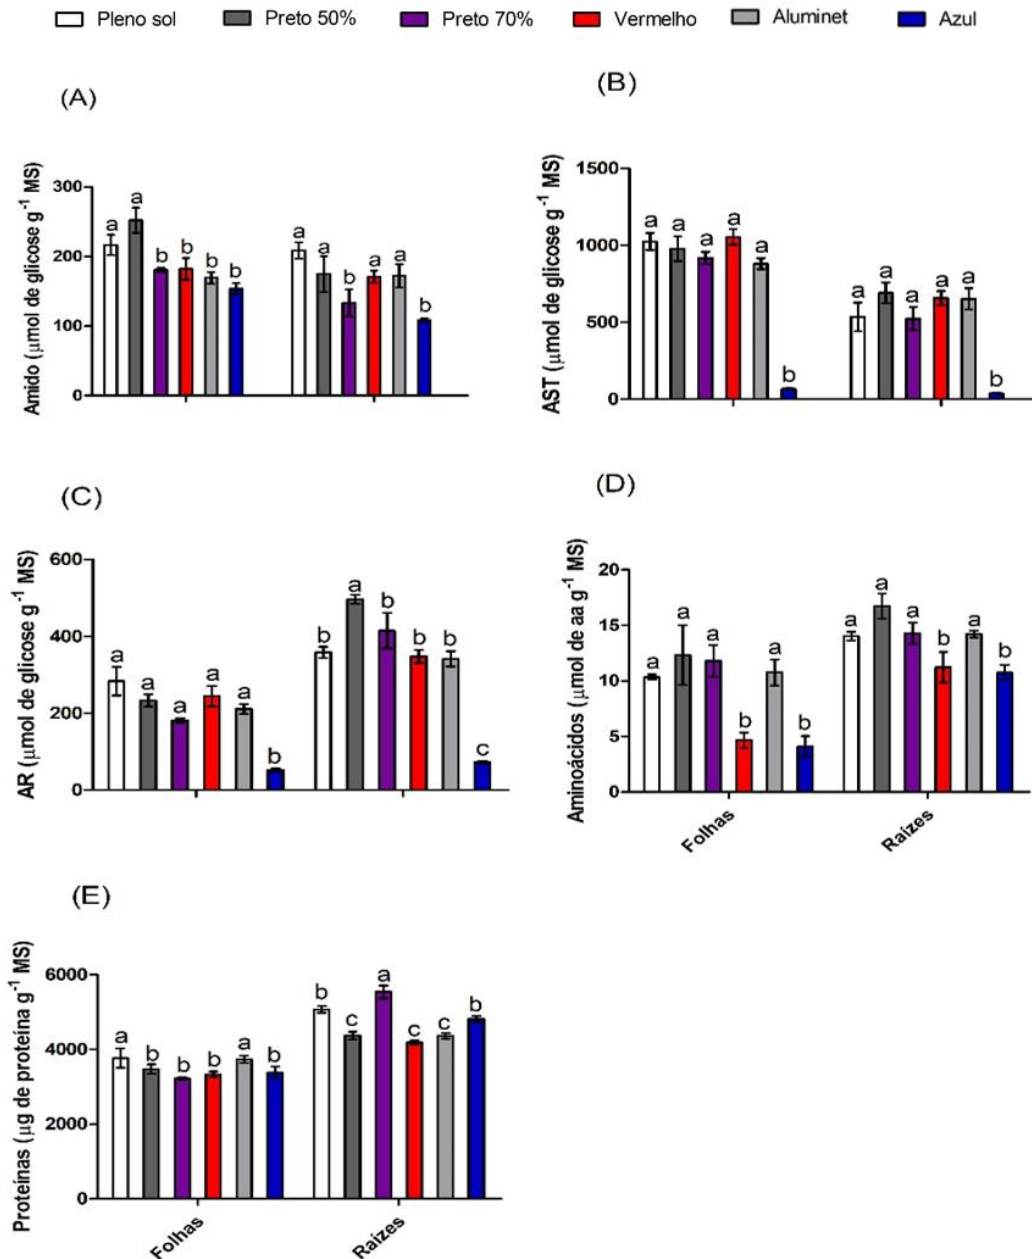 Pleno sol Preto 50% Preto 70% Vermelho Aluminet Azul
(A)
Amido (µmol de glicose g⁻¹ MS)
300
200
100
0
a a b b b b
a a b a a b
(B)
AST (µmol de glicose g⁻¹ MS)
1500
1000
500
0
a a a a a b
a a a a a b
(C)
AR (µmol de glicose g⁻¹ MS)
600
400
200
0
a a a a a b
b a b b b c
(D)
Aminoácidos (µmol de aa g⁻¹ MS)
20
15
10
5
0
a a a b a b
a a a b a b
Folhas
Raízes
(E)
Proteínas (µg de proteína g⁻¹ MS)
6000
4000
2000
0
a b b b a b
b c a c c b
Folhas
Raízes